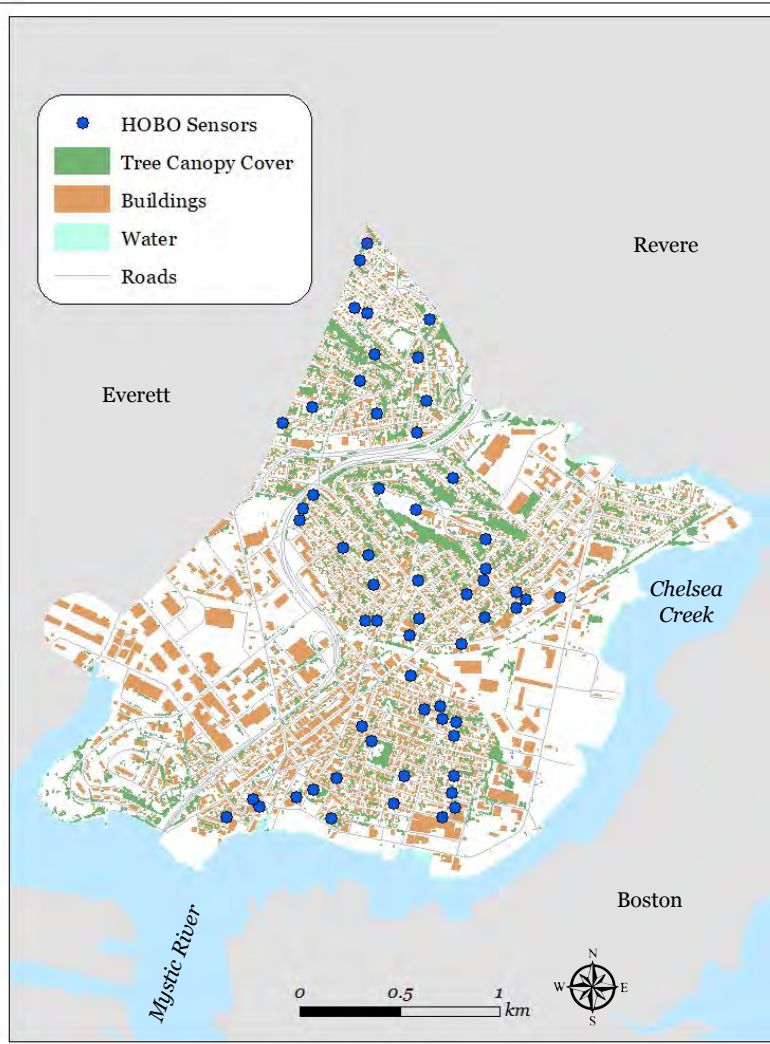 HOBO Sensors
Tree Canopy Cover
Buildings
Water
Roads
Revere
Everett
Chelsea
Creek
Boston
Mystic River
0 0.5 1
km
N
W E
S